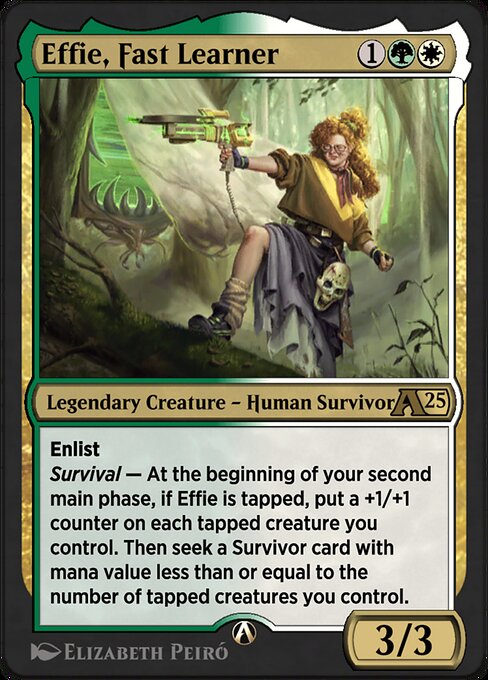 Effie, Fast Learner 1
Legendary Creature – Human Survivor A25
Enlist
Survival — At the beginning of your second
main phase, if Effie is tapped, put a +1/+1
counter on each tapped creature you
control. Then seek a Survivor card with
mana value less than or equal to the
number of tapped creatures you control.
3/3
Elizabeth Peiró